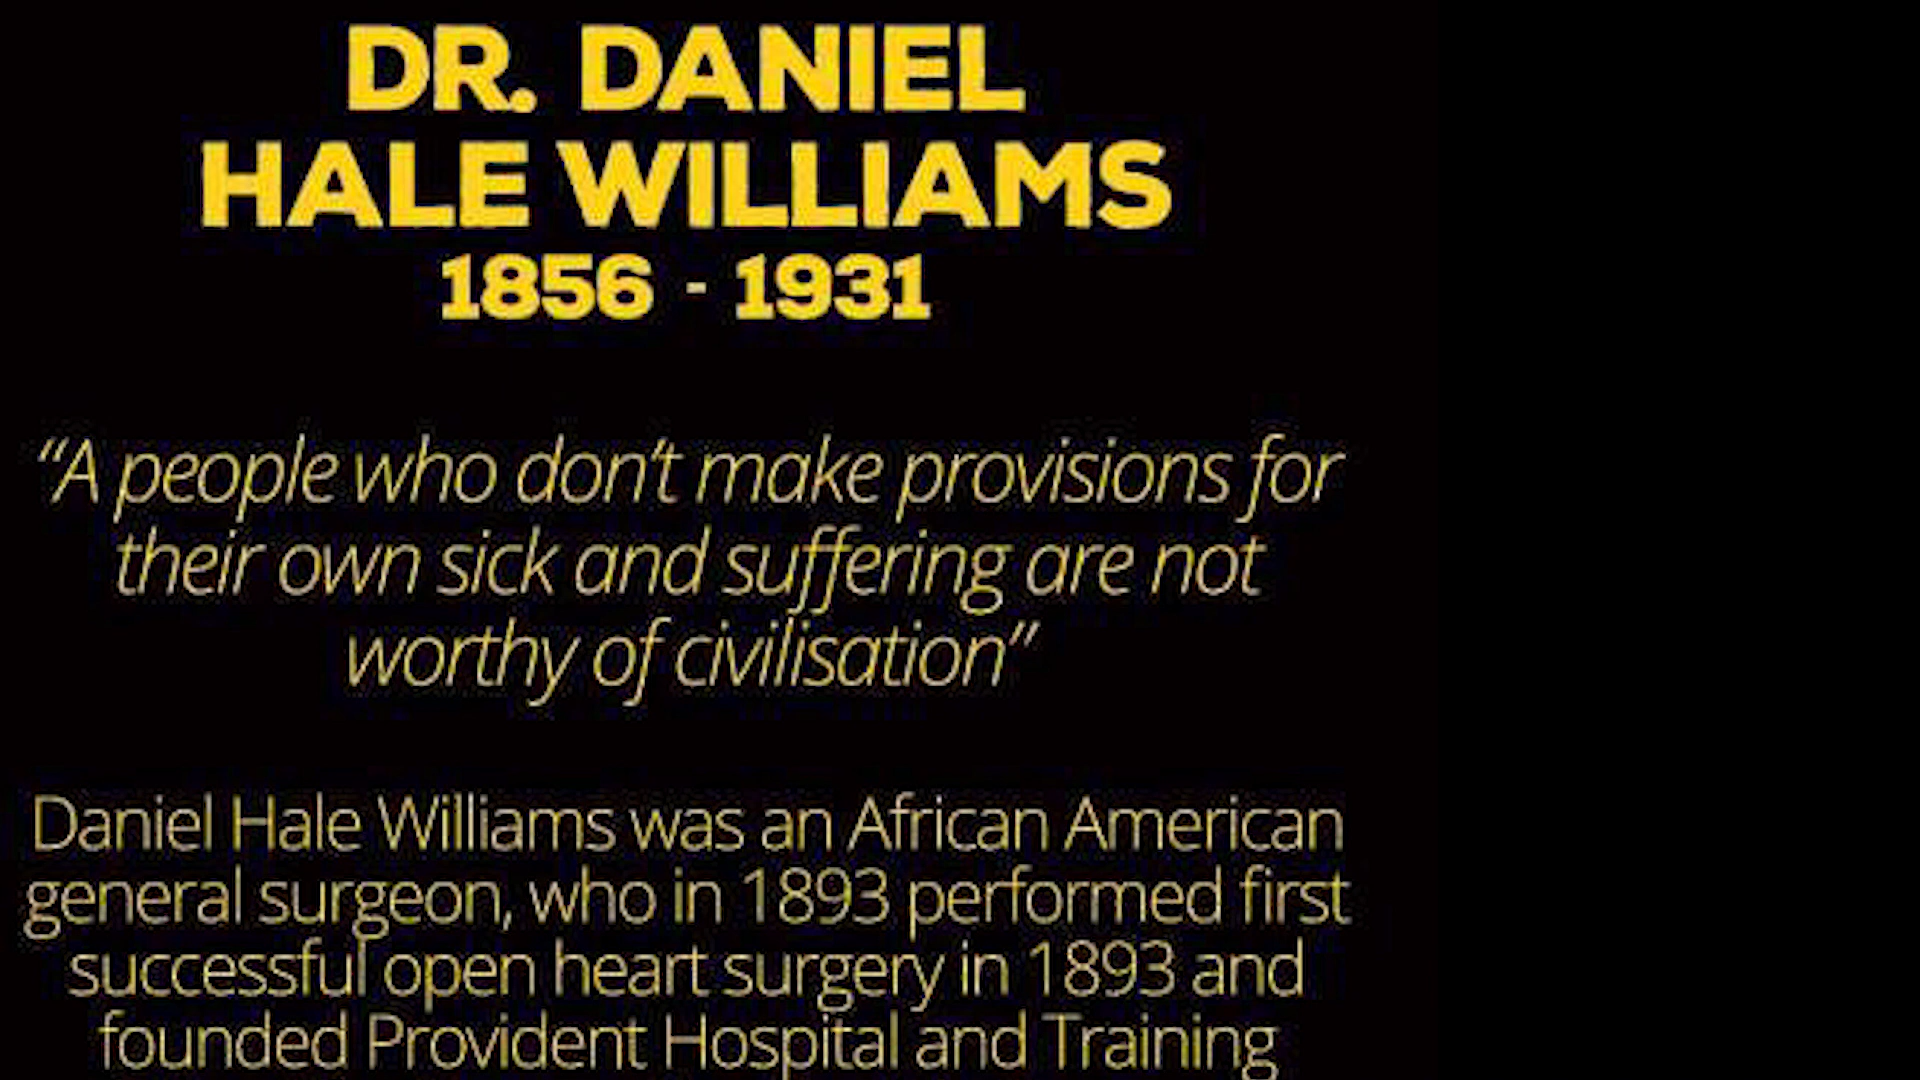 DR. DANIEL
HALE WILLIAMS
1856 - 1931
“A people who don’t make provisions for
their own sick and suffering are not
worthy of civilisation”
Daniel Hale Williams was an African American
general surgeon, who in 1893 performed first
successful open heart surgery in 1893 and
founded Provident Hospital and Training